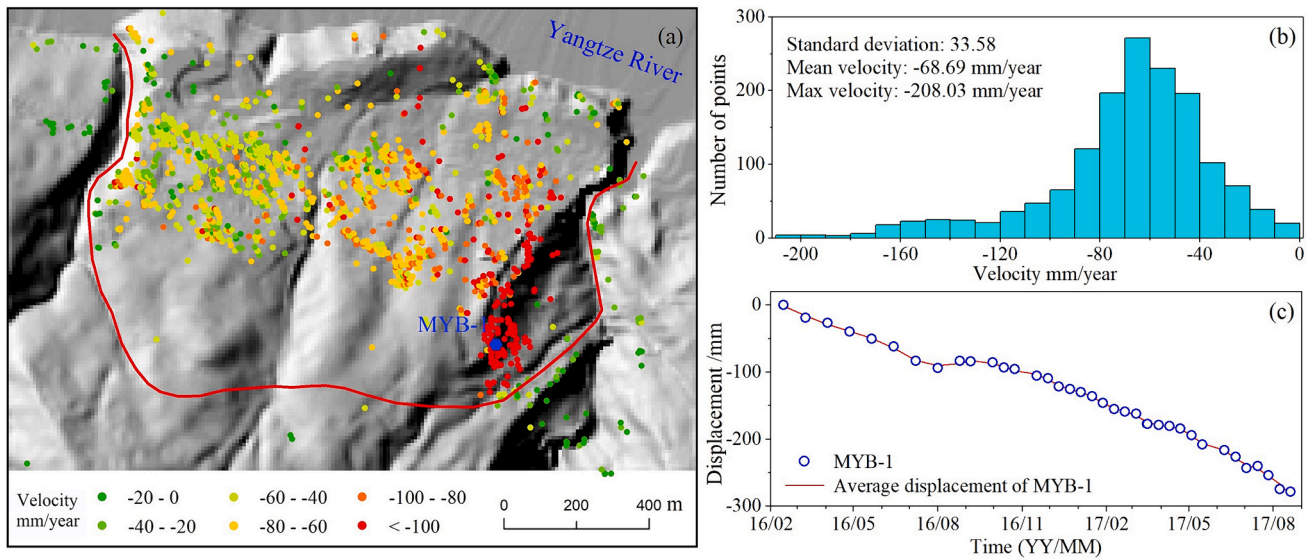 (a)
Yangtze River
MYB-1
Velocity
mm/year
-20 - 0
-60 - -40
-100 - -80
-40 - -20
-80 - -60
< -100
0 200 400 m
300
(b)
Standard deviation: 33.58
Mean velocity: -68.69 mm/year
Max velocity: -208.03 mm/year
200
100
0
Number of points
-200 -160 -120 -80 -40 0
Velocity mm/year
0
(c)
-100
-200
-300
Displacement /mm
MYB-1
Average displacement of MYB-1
16/02 16/05 16/08 16/11 17/02 17/05 17/08
Time (YY/MM)